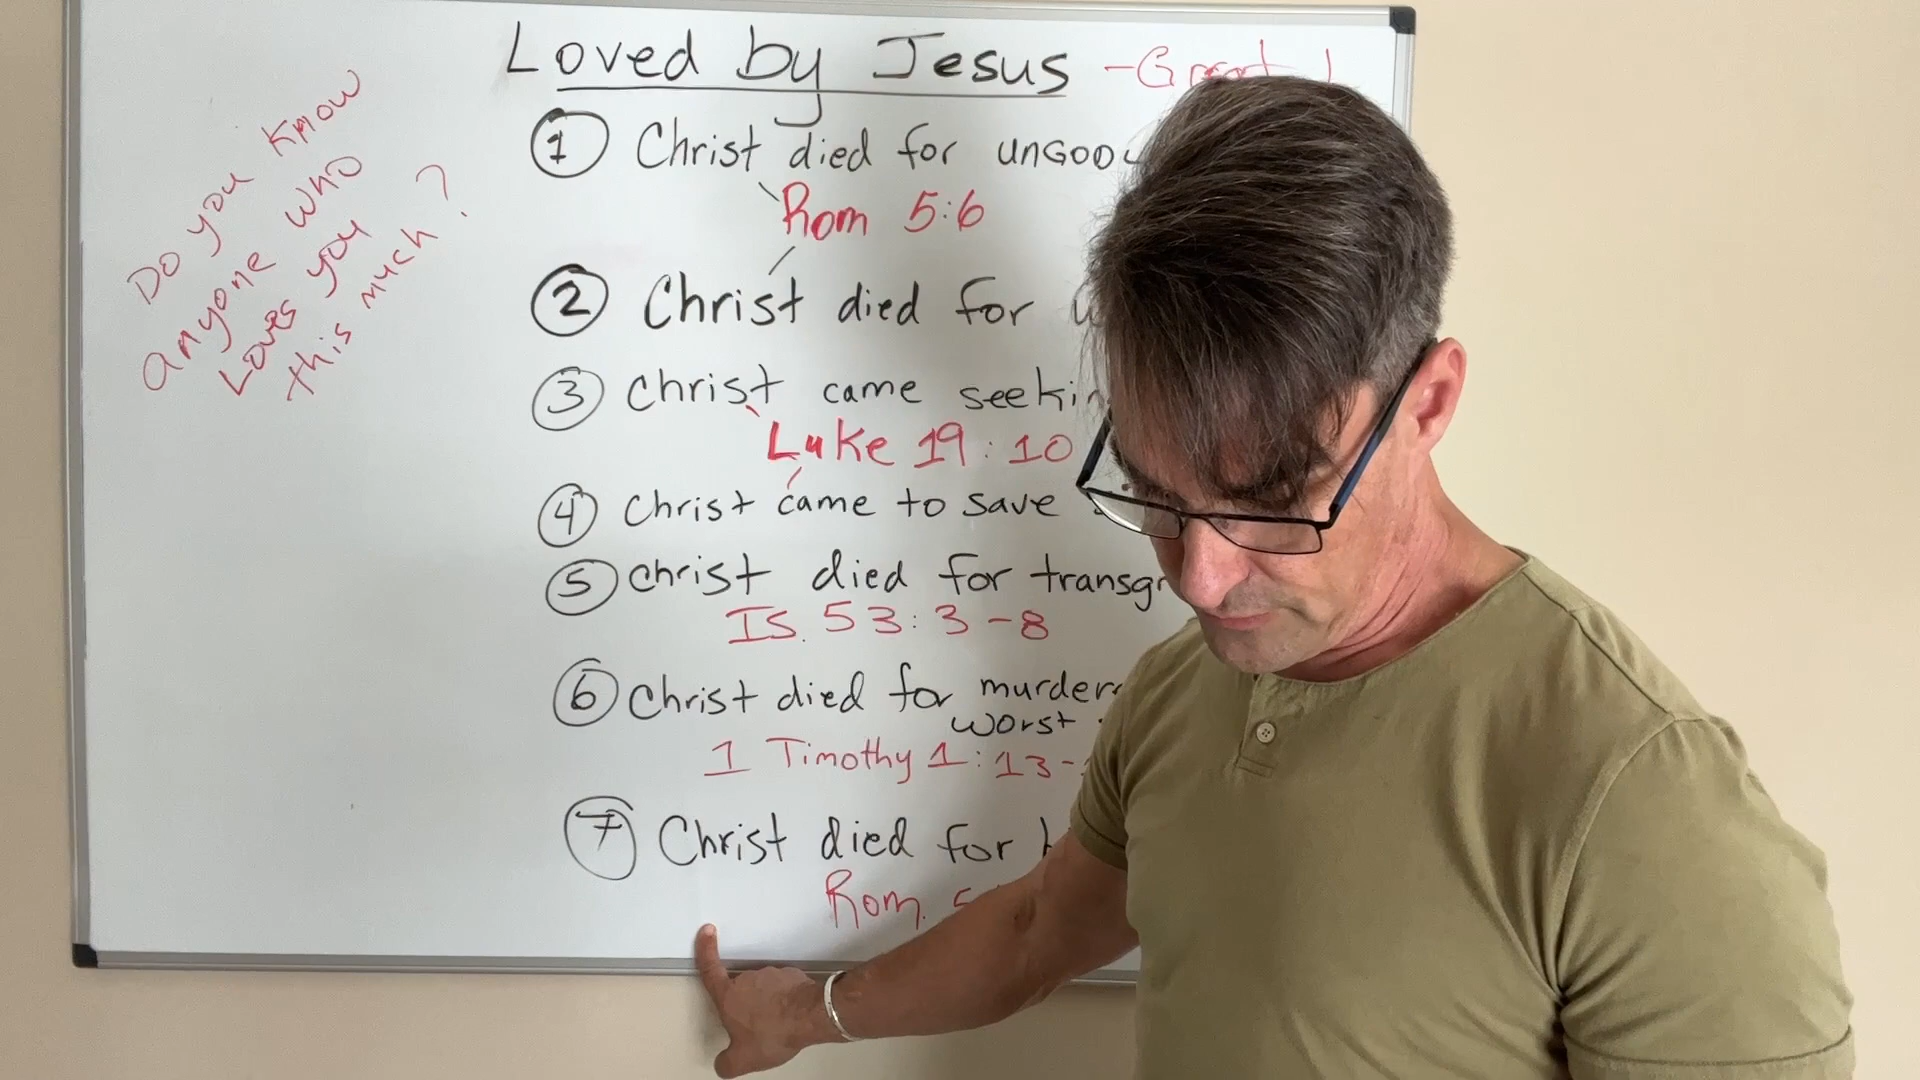 Loved by Jesus - Great
① Christ died for
Rom 5:6
② Christ died for
③ Christ came seekin
Luke 19:10
④ Christ came to save
⑤ Christ died for transgr
Is. 53:3-8
⑥ Christ died for murder
worst
1 Timothy 1:13-
⑦ Christ died for
Rom. 5
Do you know
anyone who
Loves you
this much?